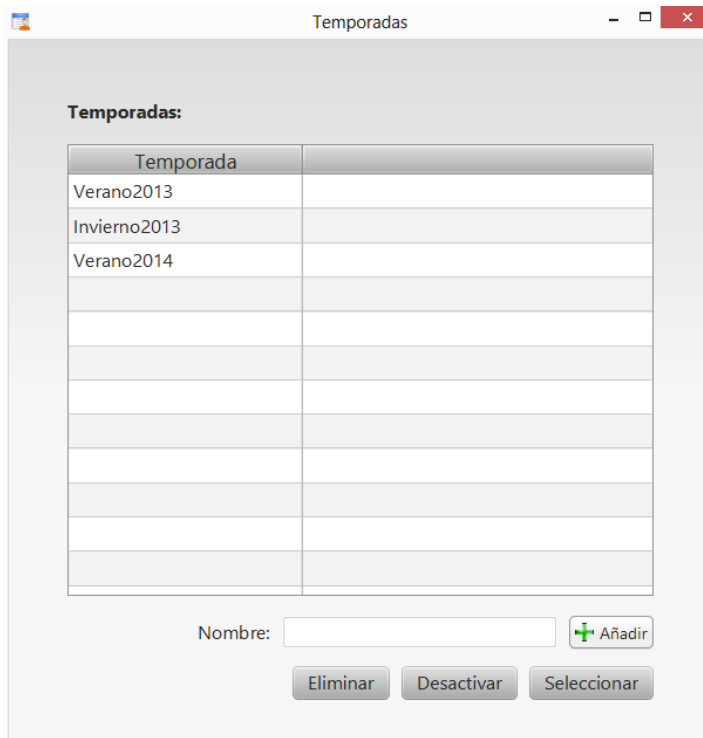 Temporadas
Temporadas:
Temporada
Verano2013
Invierno2013
Verano2014
Nombre: Añadir
Eliminar Desactivar Seleccionar